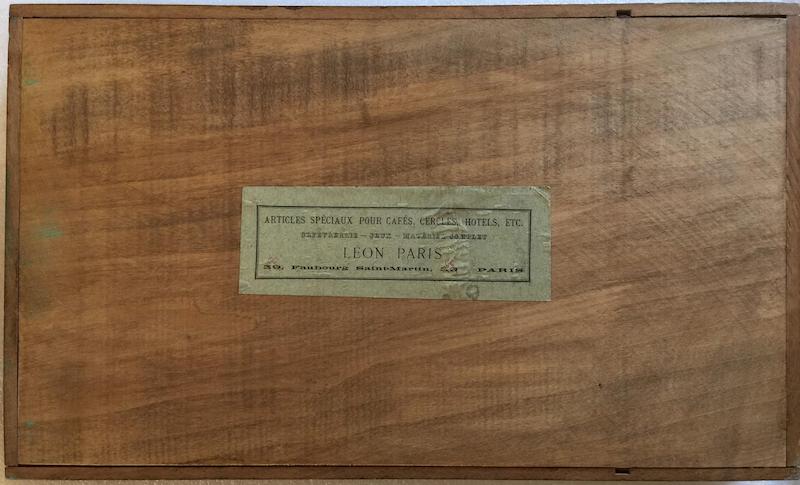 ARTICLES SPÉCIAUX POUR CAFÉS, CERCLES, HOTELS, ETC.
ORFÈVRERIE — JEUX — MATÉRIEL COMPLET
LÉON PARIS
Faubourg Saint-Martin, PARIS